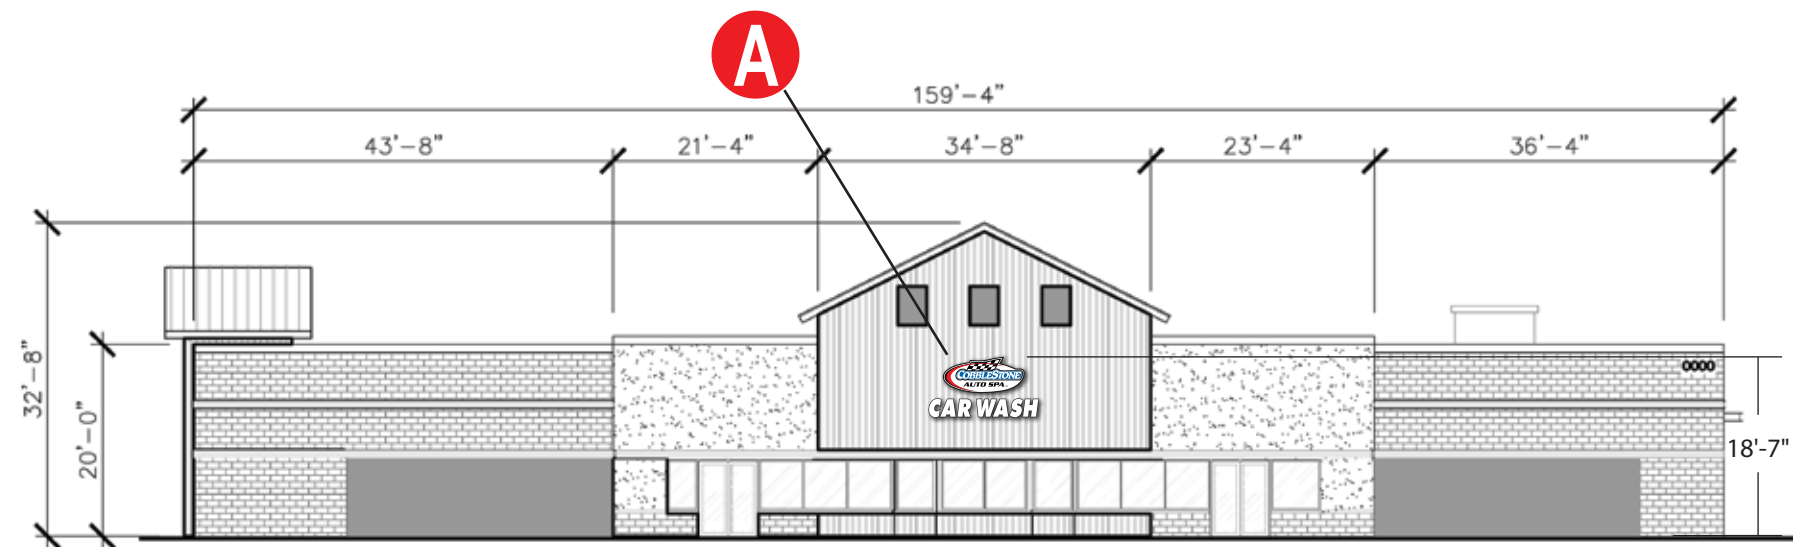 A
159'-4"
43'-8"
21'-4"
34'-8"
23'-4"
36'-4"
32'-8"
20'-0"
COBBLESTONE
AUTO SPA
CAR WASH
0000
18'-7"